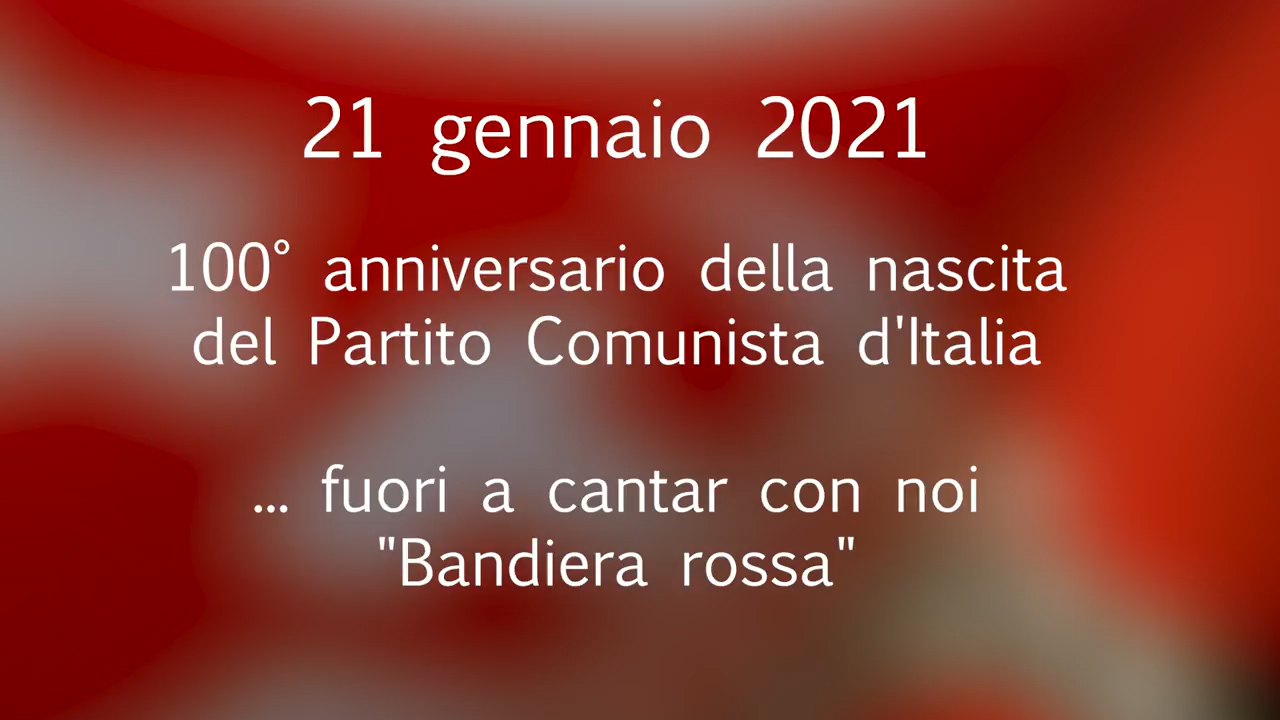 21 gennaio 2021
100° anniversario della nascita
del Partito Comunista d'Italia
... fuori a cantar con noi
"Bandiera rossa"